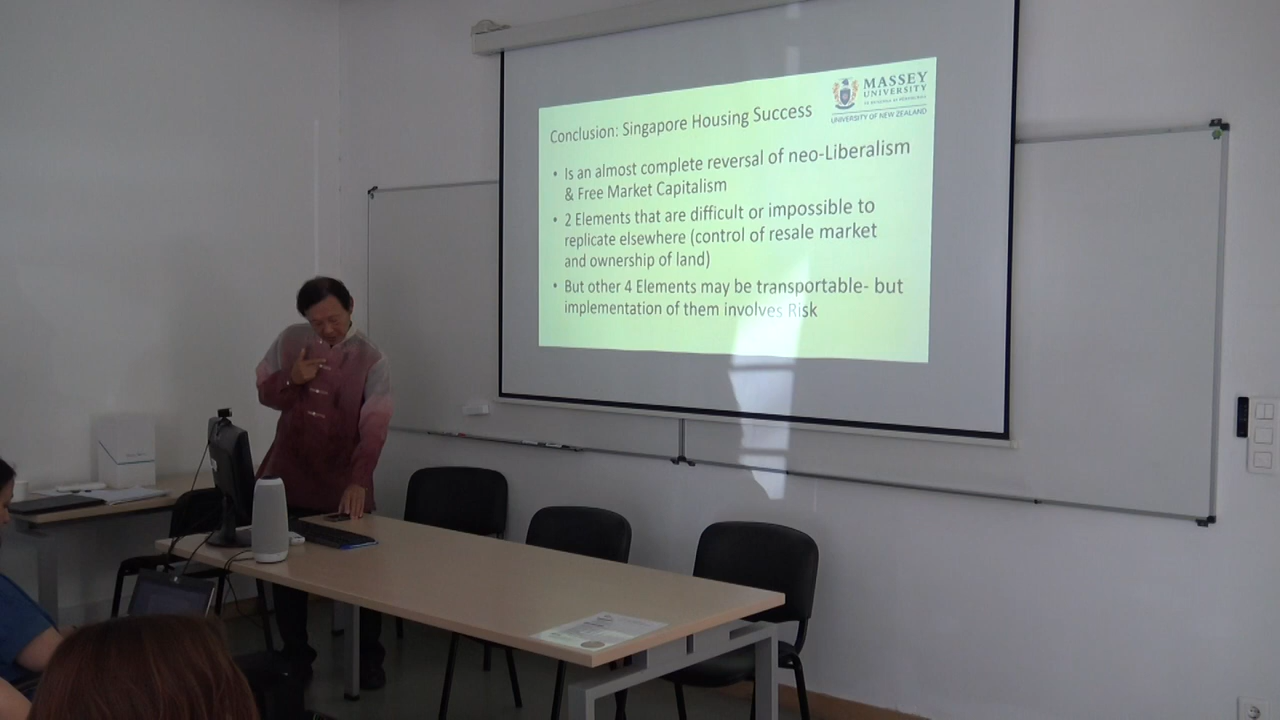 MASSEY
UNIVERSITY
UNIVERSITY OF NEW ZEALAND
Conclusion: Singapore Housing Success
• Is an almost complete reversal of neo-Liberalism
& Free Market Capitalism
• 2 Elements that are difficult or impossible to
replicate elsewhere (control of resale market
and ownership of land)
• But other 4 Elements may be transportable- but
implementation of them involves Risk